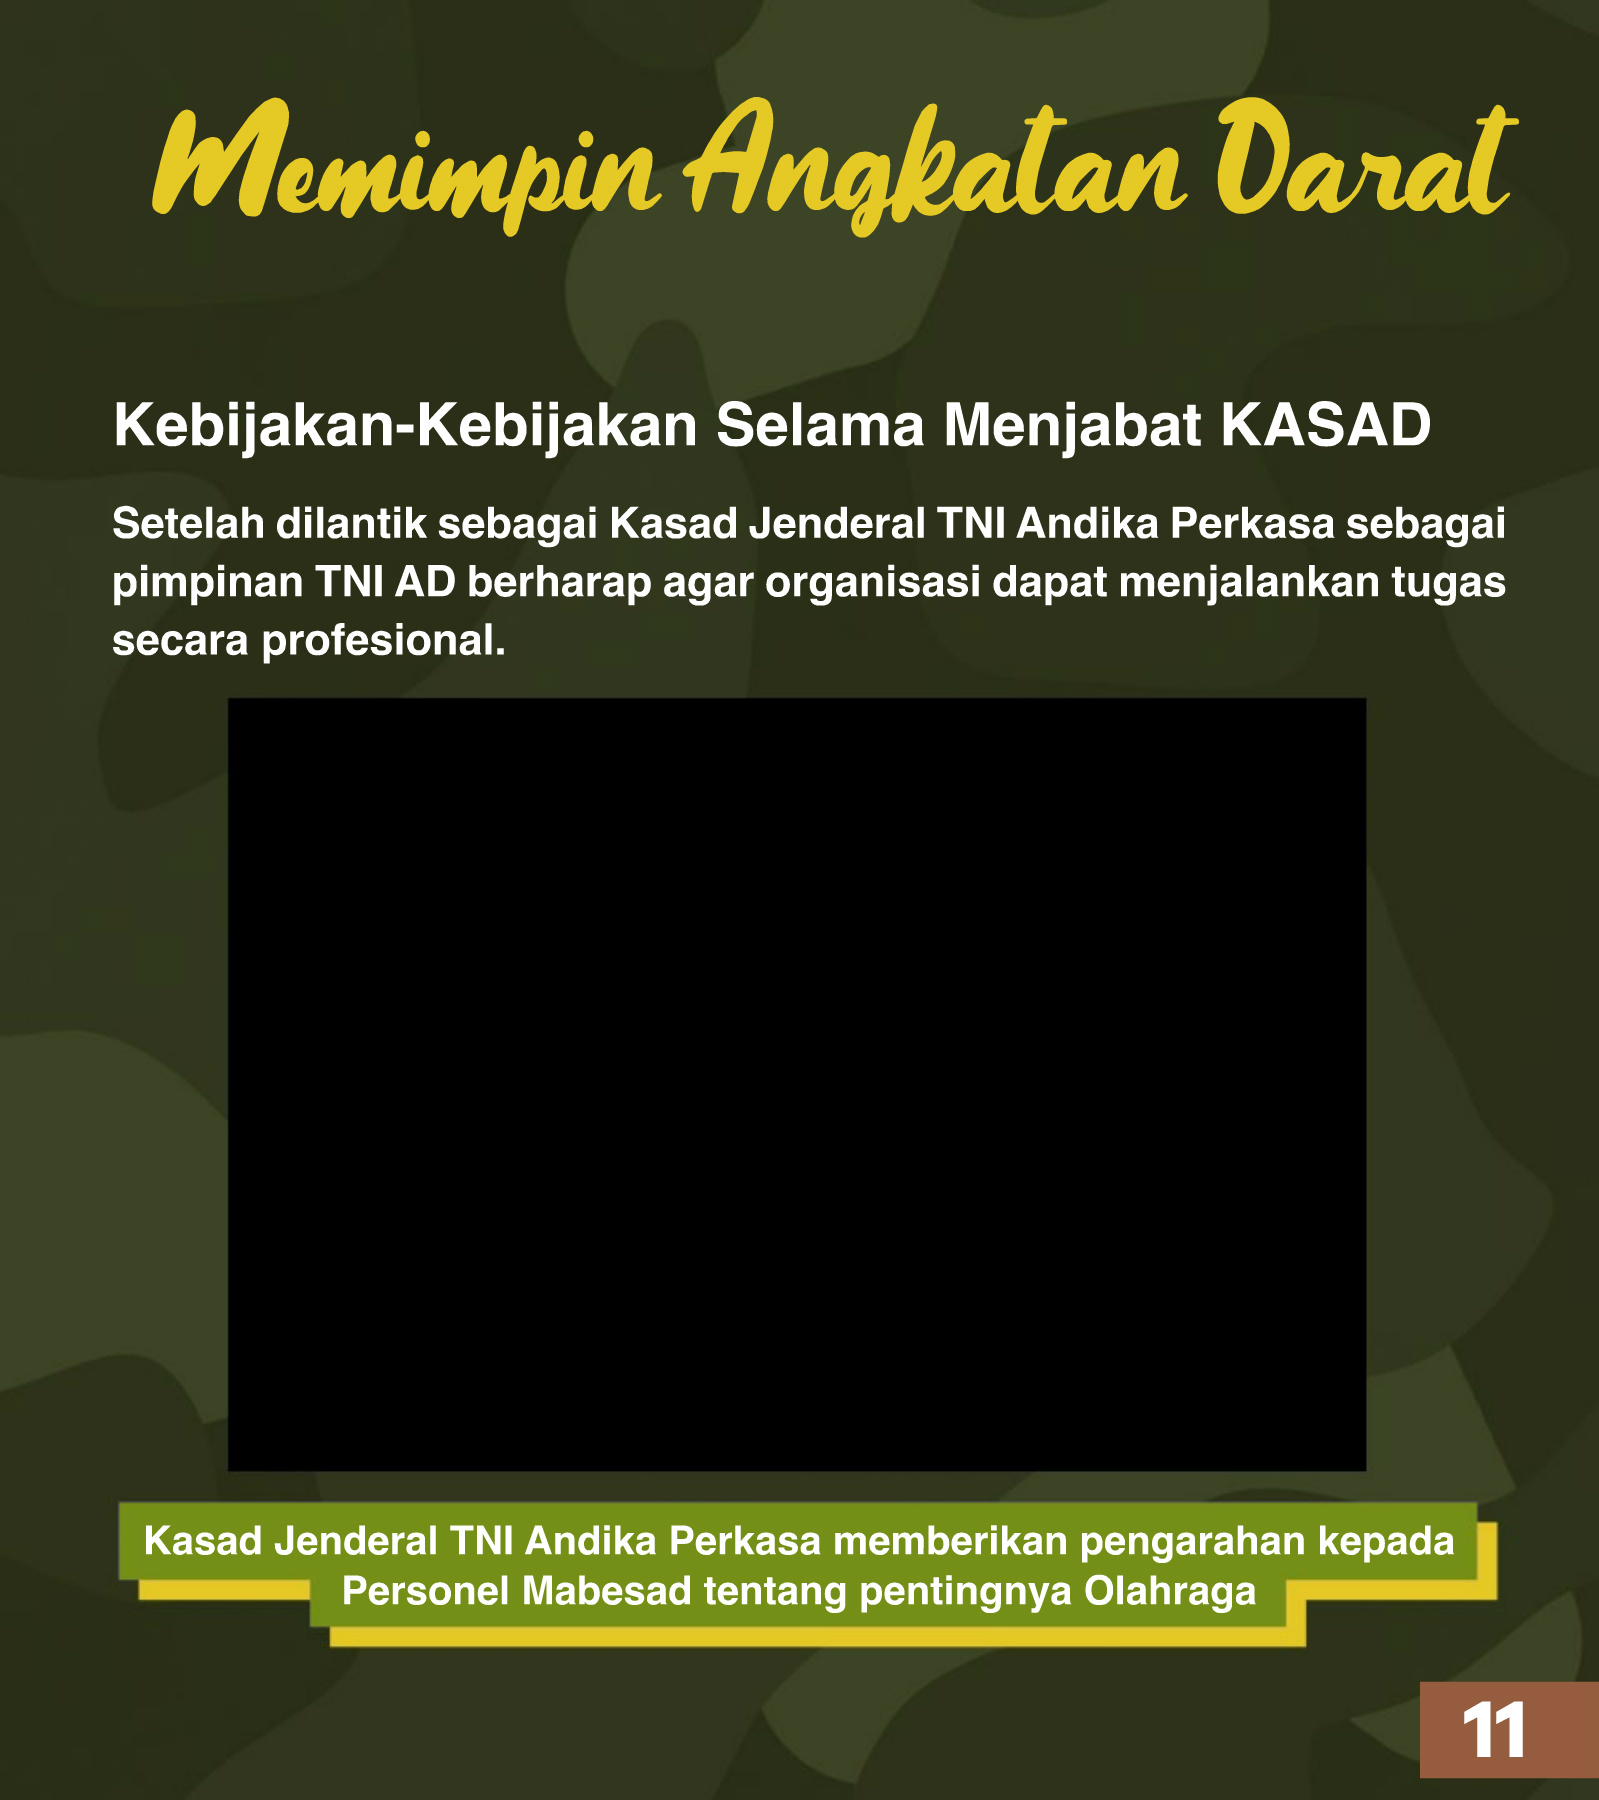 Memimpin Angkatan Darat
Kebijakan-Kebijakan Selama Menjabat KASAD
Setelah dilantik sebagai Kasad Jenderal TNI Andika Perkasa sebagai
pimpinan TNI AD berharap agar organisasi dapat menjalankan tugas
secara profesional.
Kasad Jenderal TNI Andika Perkasa memberikan pengarahan kepada
Personel Mabesad tentang pentingnya Olahraga
11